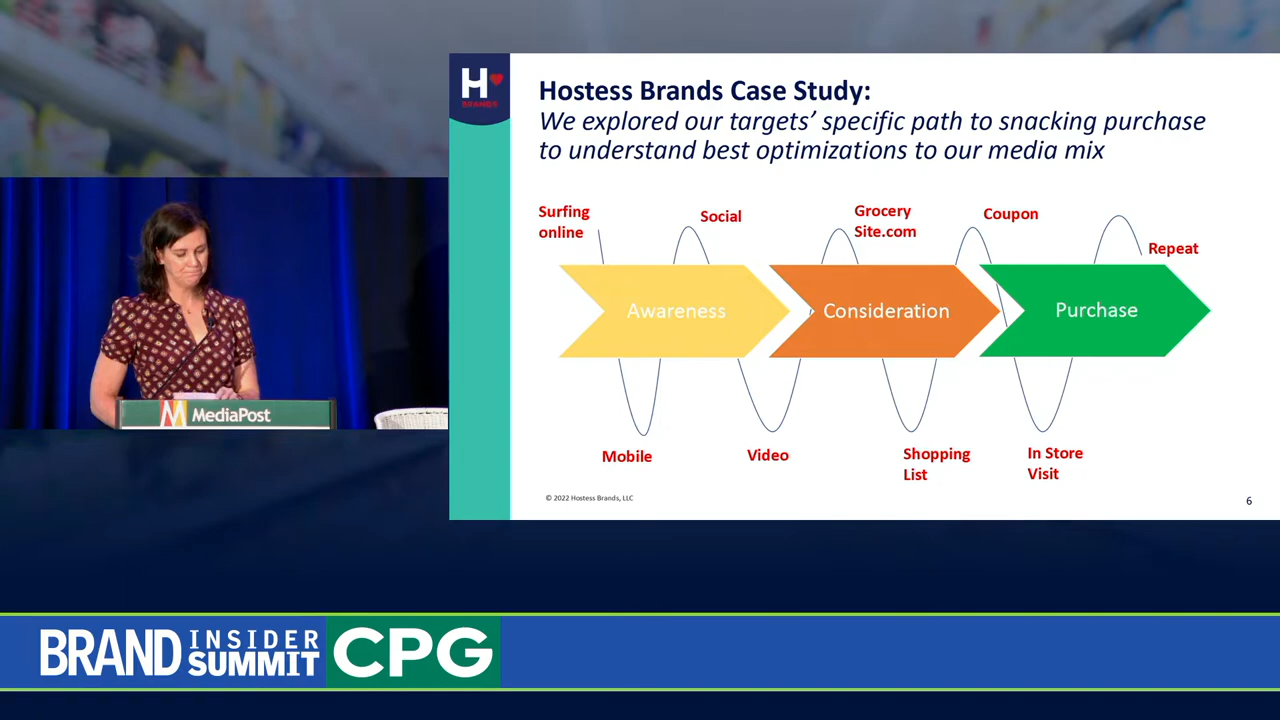 H
BRANDS
Hostess Brands Case Study:
We explored our targets’ specific path to snacking purchase
to understand best optimizations to our media mix
Surfing
online
Social
Grocery
Site.com
Coupon
Repeat
Awareness
Consideration
Purchase
Mobile
Video
Shopping
List
In Store
Visit
© 2022 Hostess Brands, LLC
6
MediaPost
BRAND INSIDER SUMMIT CPG